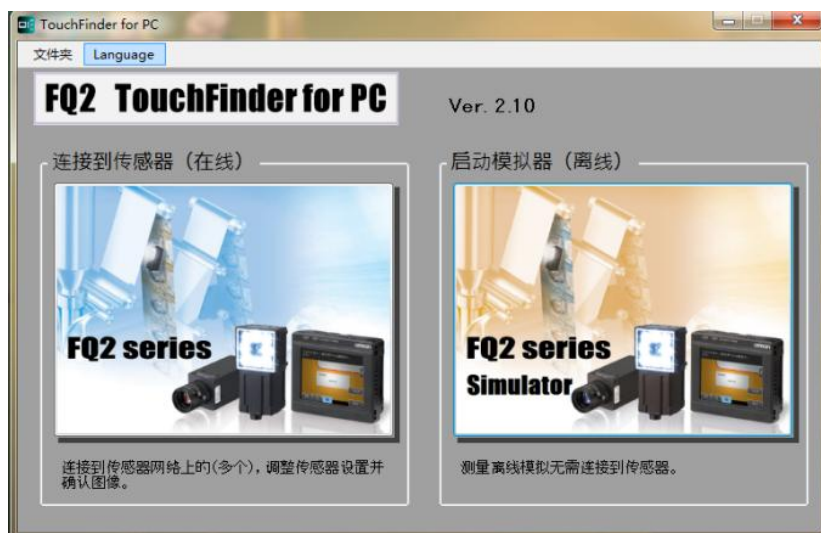 TouchFinder for PC
文件夹 Language
FQ2 TouchFinder for PC
Ver. 2.10
连接到传感器（在线）
启动模拟器（离线）
FQ2 series
FQ2 series
Simulator
连接到传感器网络上的(多个)，调整传感器设置并
确认图像。
测量离线模拟无需连接到传感器。